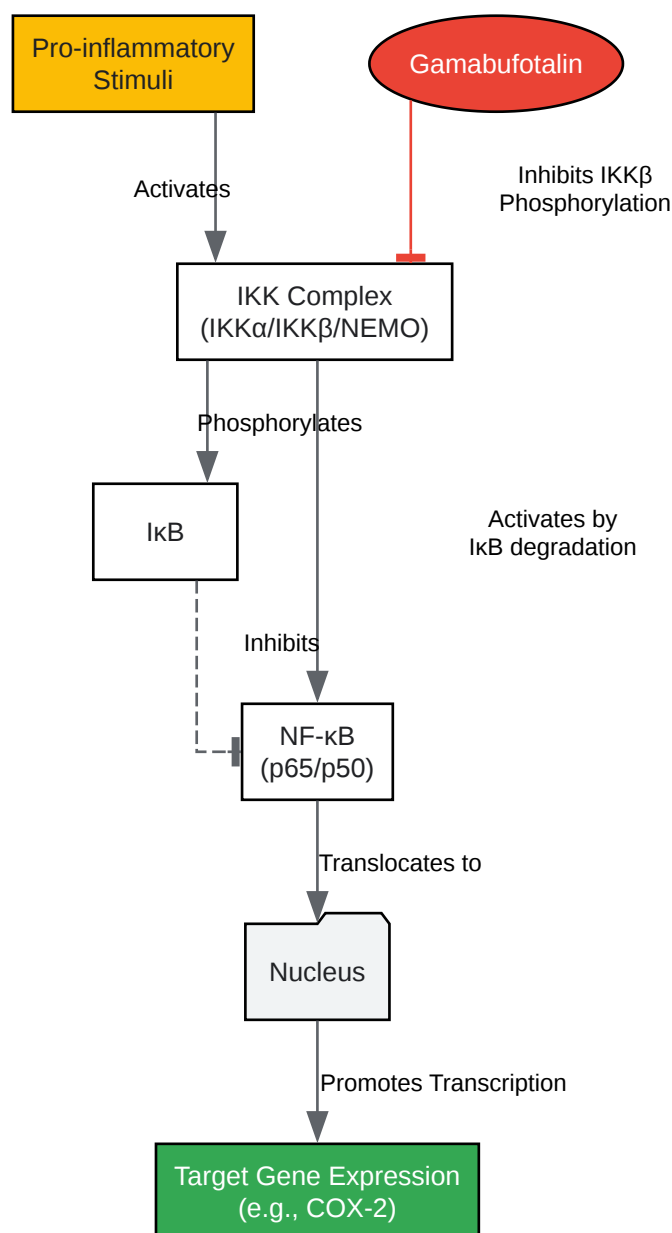 Pro-inflammatory
Stimuli
Gamabufotalin
Activates
Inhibits IKKβ
Phosphorylation
IKK Complex
(IKKα/IKKβ/NEMO)
Phosphorylates
IκB
Activates by
IκB degradation
Inhibits
NF-κB
(p65/p50)
Translocates to
Nucleus
Promotes Transcription
Target Gene Expression
(e.g., COX-2)